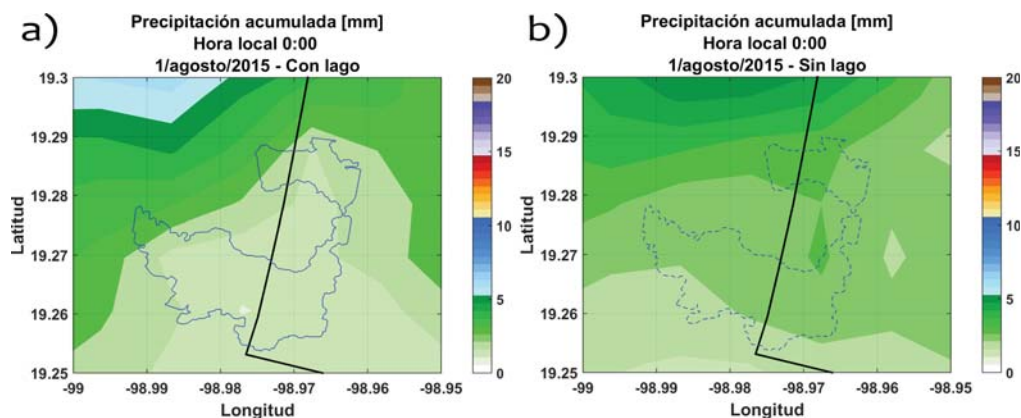 a)
Precipitación acumulada [mm]
Hora local 0:00
1/agosto/2015 - Con lago
19.3
19.29
19.28
19.27
19.26
19.25
Latitud
-99
-98.99
-98.98
-98.97
-98.96
-98.95
Longitud
20
15
10
5
0
b)
Precipitación acumulada [mm]
Hora local 0:00
1/agosto/2015 - Sin lago
19.3
19.29
19.28
19.27
19.26
19.25
Latitud
-99
-98.99
-98.98
-98.97
-98.96
-98.95
Longitud
20
15
10
5
0